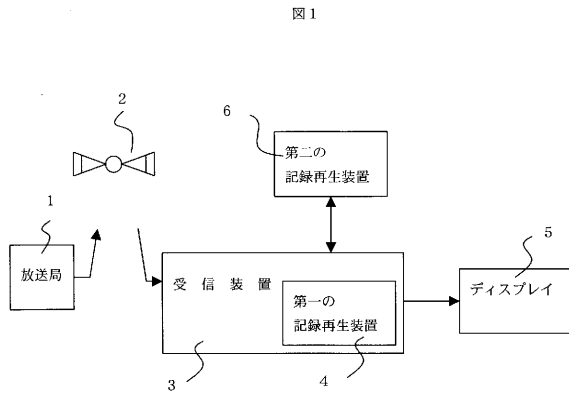 図1
2
6
第二の
記録再生装置
1
放送局
5
ディスプレイ
受信装置
第一の
記録再生装置
3
4